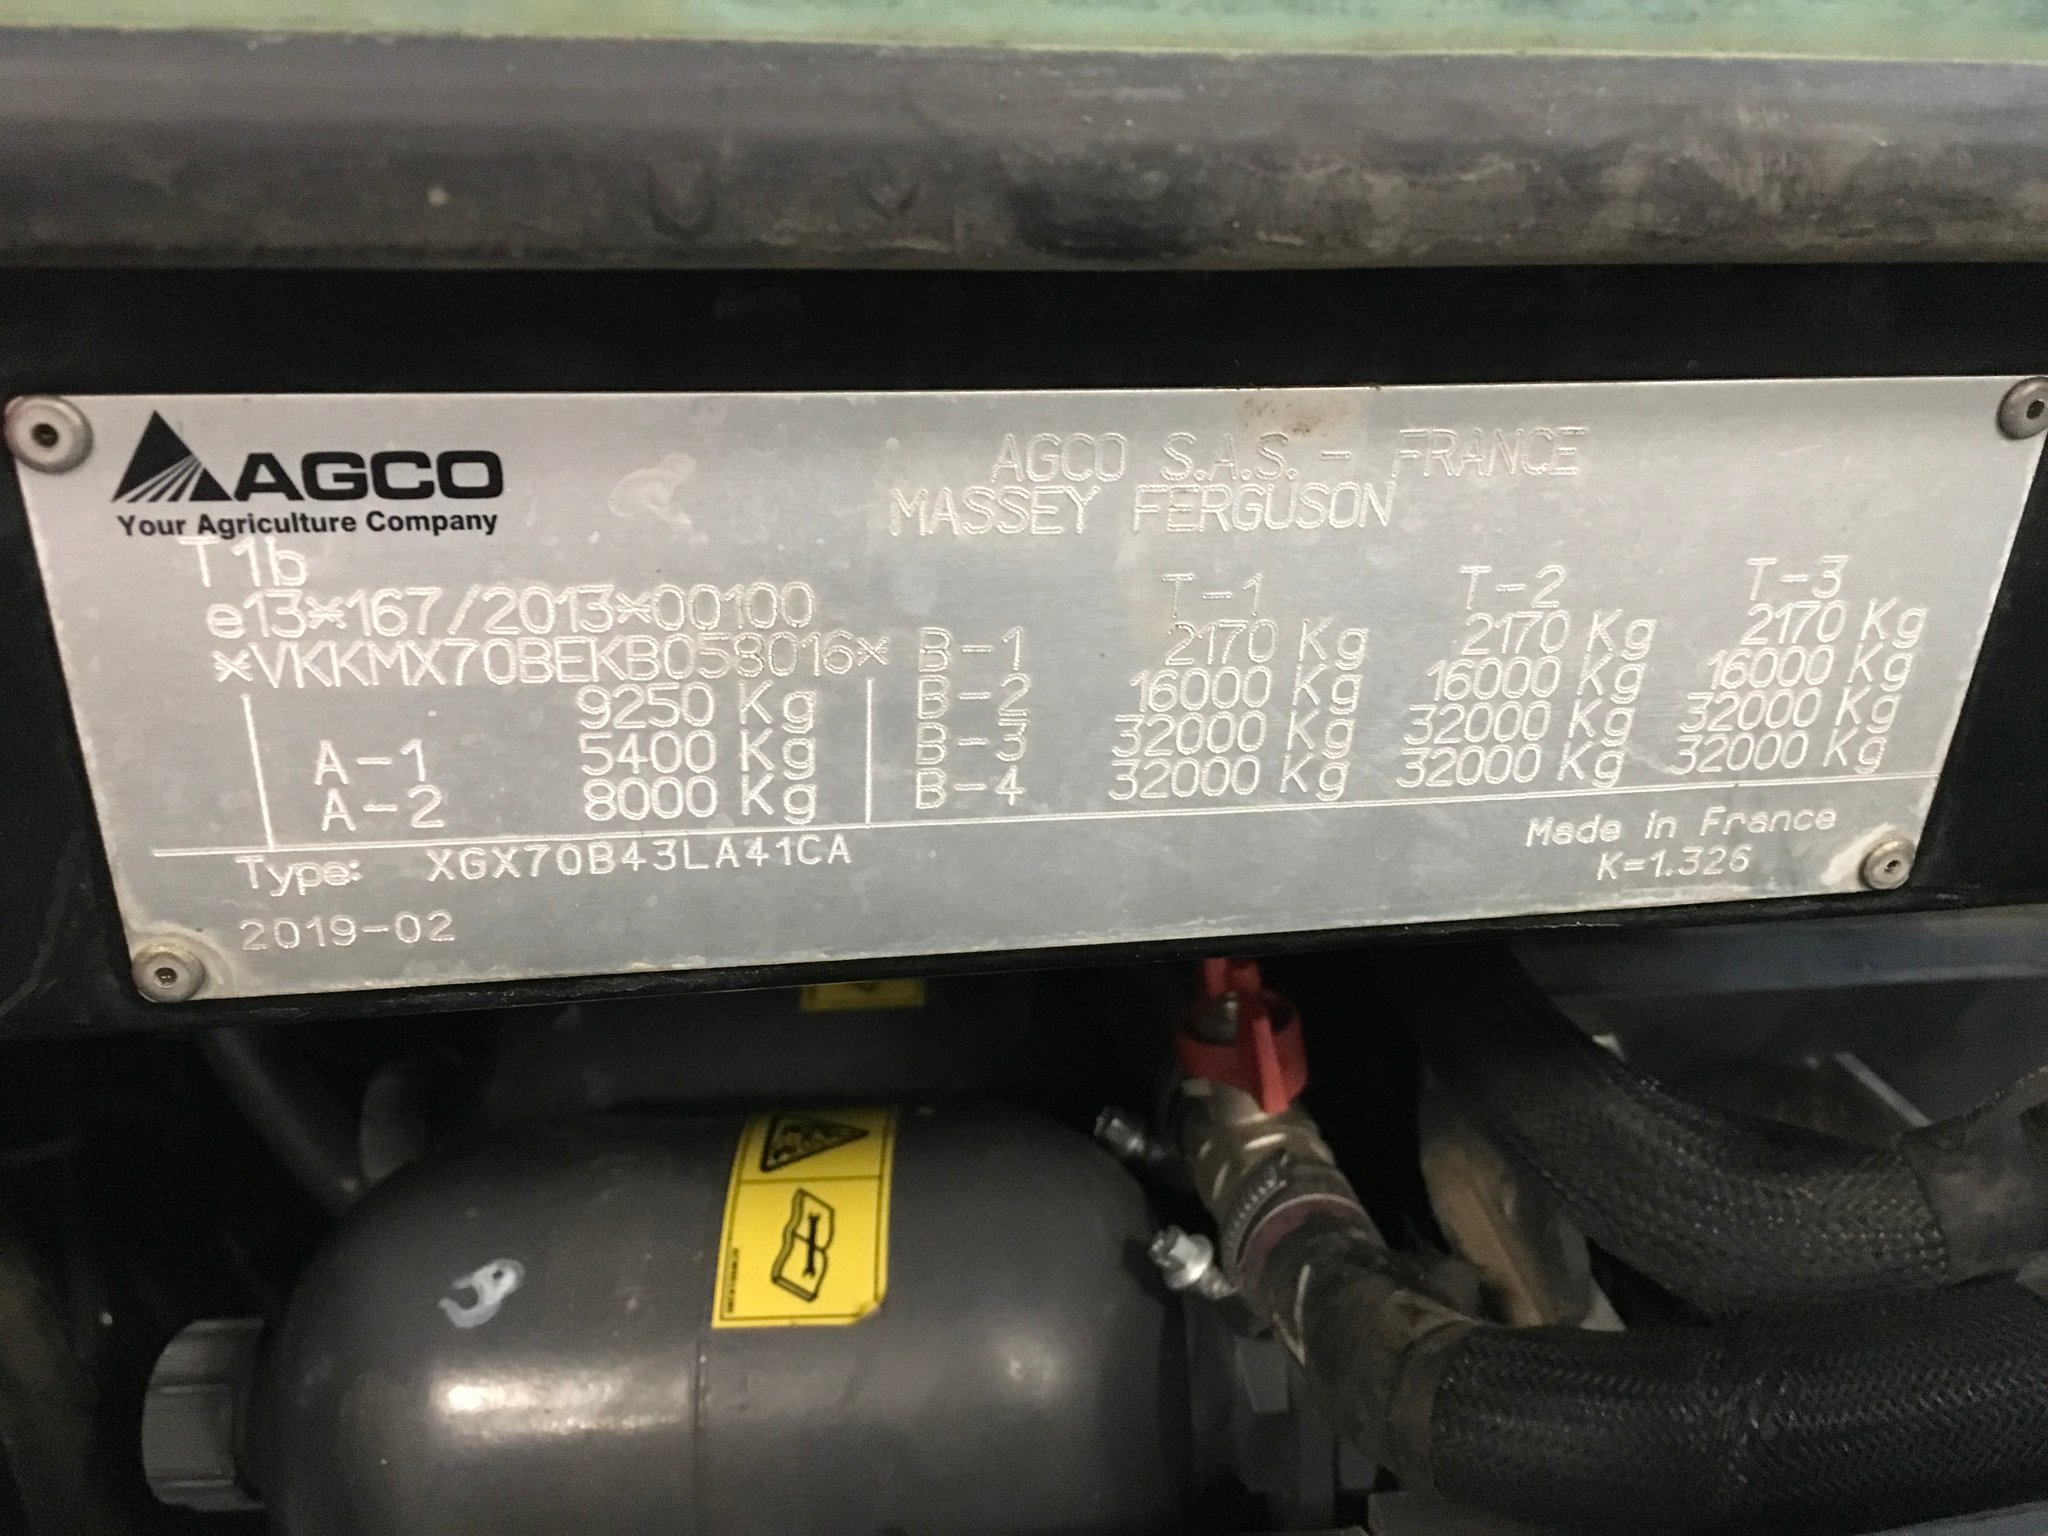 AGCO
Your Agriculture Company
AGCO S.A.S. - FRANCE
MASSEY FERGUSON
T1b
e13*167/2013*00100
*VKKMX70BEKB058016*
9250 Kg
A-1 5400 Kg
A-2 8000 Kg
T-1 T-2 T-3
B-1 2170 Kg 2170 Kg 2170 Kg
B-2 16000 Kg 16000 Kg 16000 Kg
B-3 32000 Kg 32000 Kg 32000 Kg
B-4 32000 Kg 32000 Kg 32000 Kg
Type: XGX70B43LA41CA
Made in France
K=1.326
2019-02